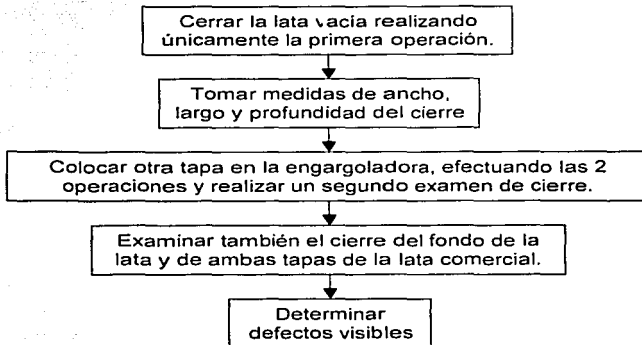 Cerrar la lata vacía realizando
únicamente la primera operación.
Tomar medidas de ancho,
largo y profundidad del cierre
Colocar otra tapa en la engargoladora, efectuando las 2
operaciones y realizar un segundo examen de cierre.
Examinar también el cierre del fondo de la
lata y de ambas tapas de la lata comercial.
Determinar
defectos visibles